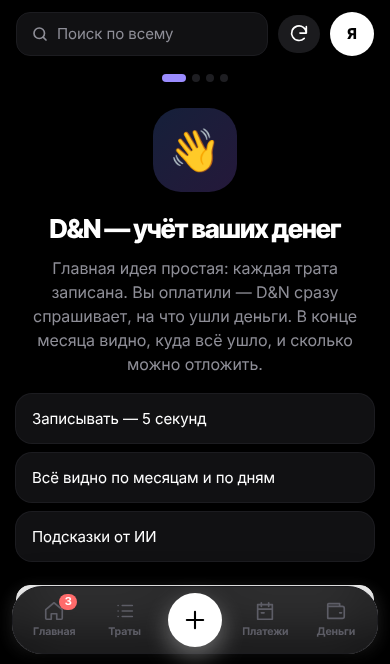 Поиск по всему
Я
D&N — учёт ваших денег
Главная идея простая: каждая трата
записана. Вы оплатили — D&N сразу
спрашивает, на что ушли деньги. В конце
месяца видно, куда всё ушло, и сколько
можно отложить.
Записывать — 5 секунд
Всё видно по месяцам и по дням
Подсказки от ИИ
3
Главная
Траты
Платежи
Деньги